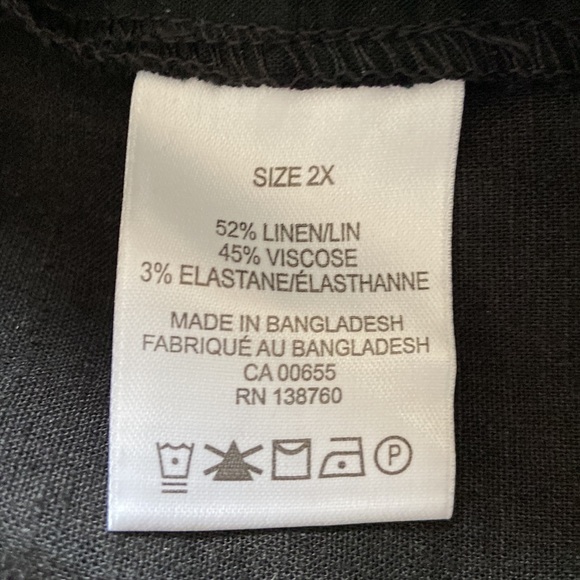 SIZE 2X
52% LINEN/LIN
45% VISCOSE
3% ELASTANE/ÉLASTHANNE
MADE IN BANGLADESH
FABRIQUÉ AU BANGLADESH
CA 00655
RN 138760
P